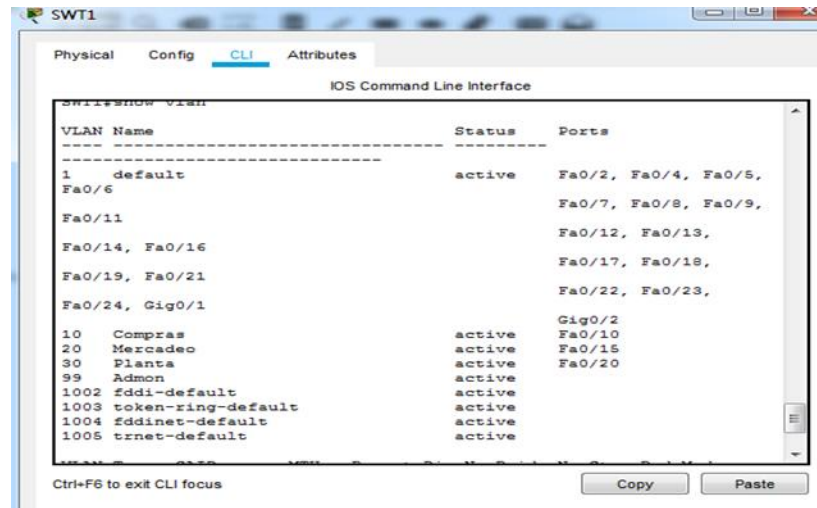 SWT1
Physical Config CLI Attributes
IOS Command Line Interface
SWT1#show vlan
VLAN Name Status Ports
---- -------------------------------- ---------
-------------------------------
1 default active Fa0/2, Fa0/4, Fa0/5,
Fa0/6
Fa0/7, Fa0/8, Fa0/9,
Fa0/11
Fa0/12, Fa0/13,
Fa0/14, Fa0/16
Fa0/17, Fa0/18,
Fa0/19, Fa0/21
Fa0/22, Fa0/23,
Fa0/24, Gig0/1
Gig0/2
10 Compras active Fa0/10
20 Mercadeo active Fa0/15
30 Planta active Fa0/20
99 Admon active
1002 fddi-default active
1003 token-ring-default active
1004 fddinet-default active
1005 trnet-default active
Ctrl+F6 to exit CLI focus
Copy Paste